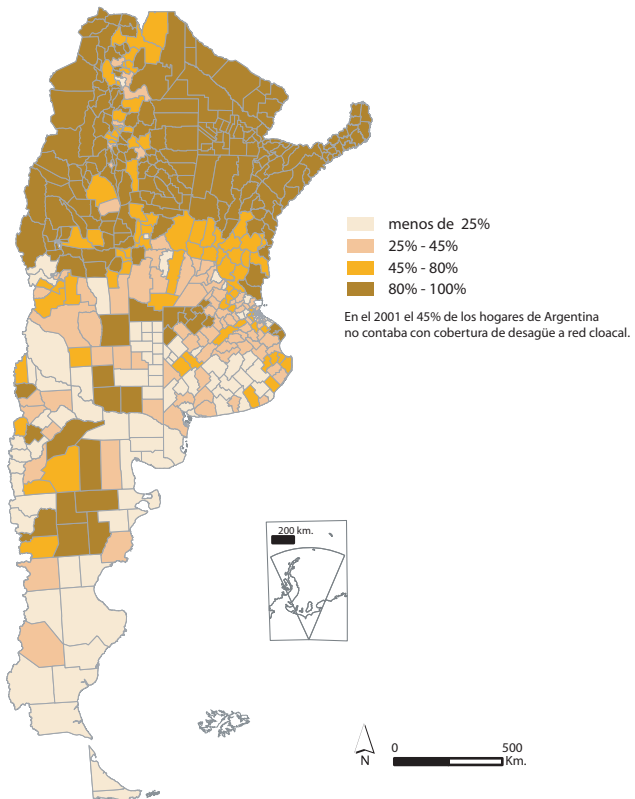 menos de 25%
25% - 45%
45% - 80%
80% - 100%
En el 2001 el 45% de los hogares de Argentina
no contaba con cobertura de desagüe a red cloacal.
200 km.
N
0 500
Km.